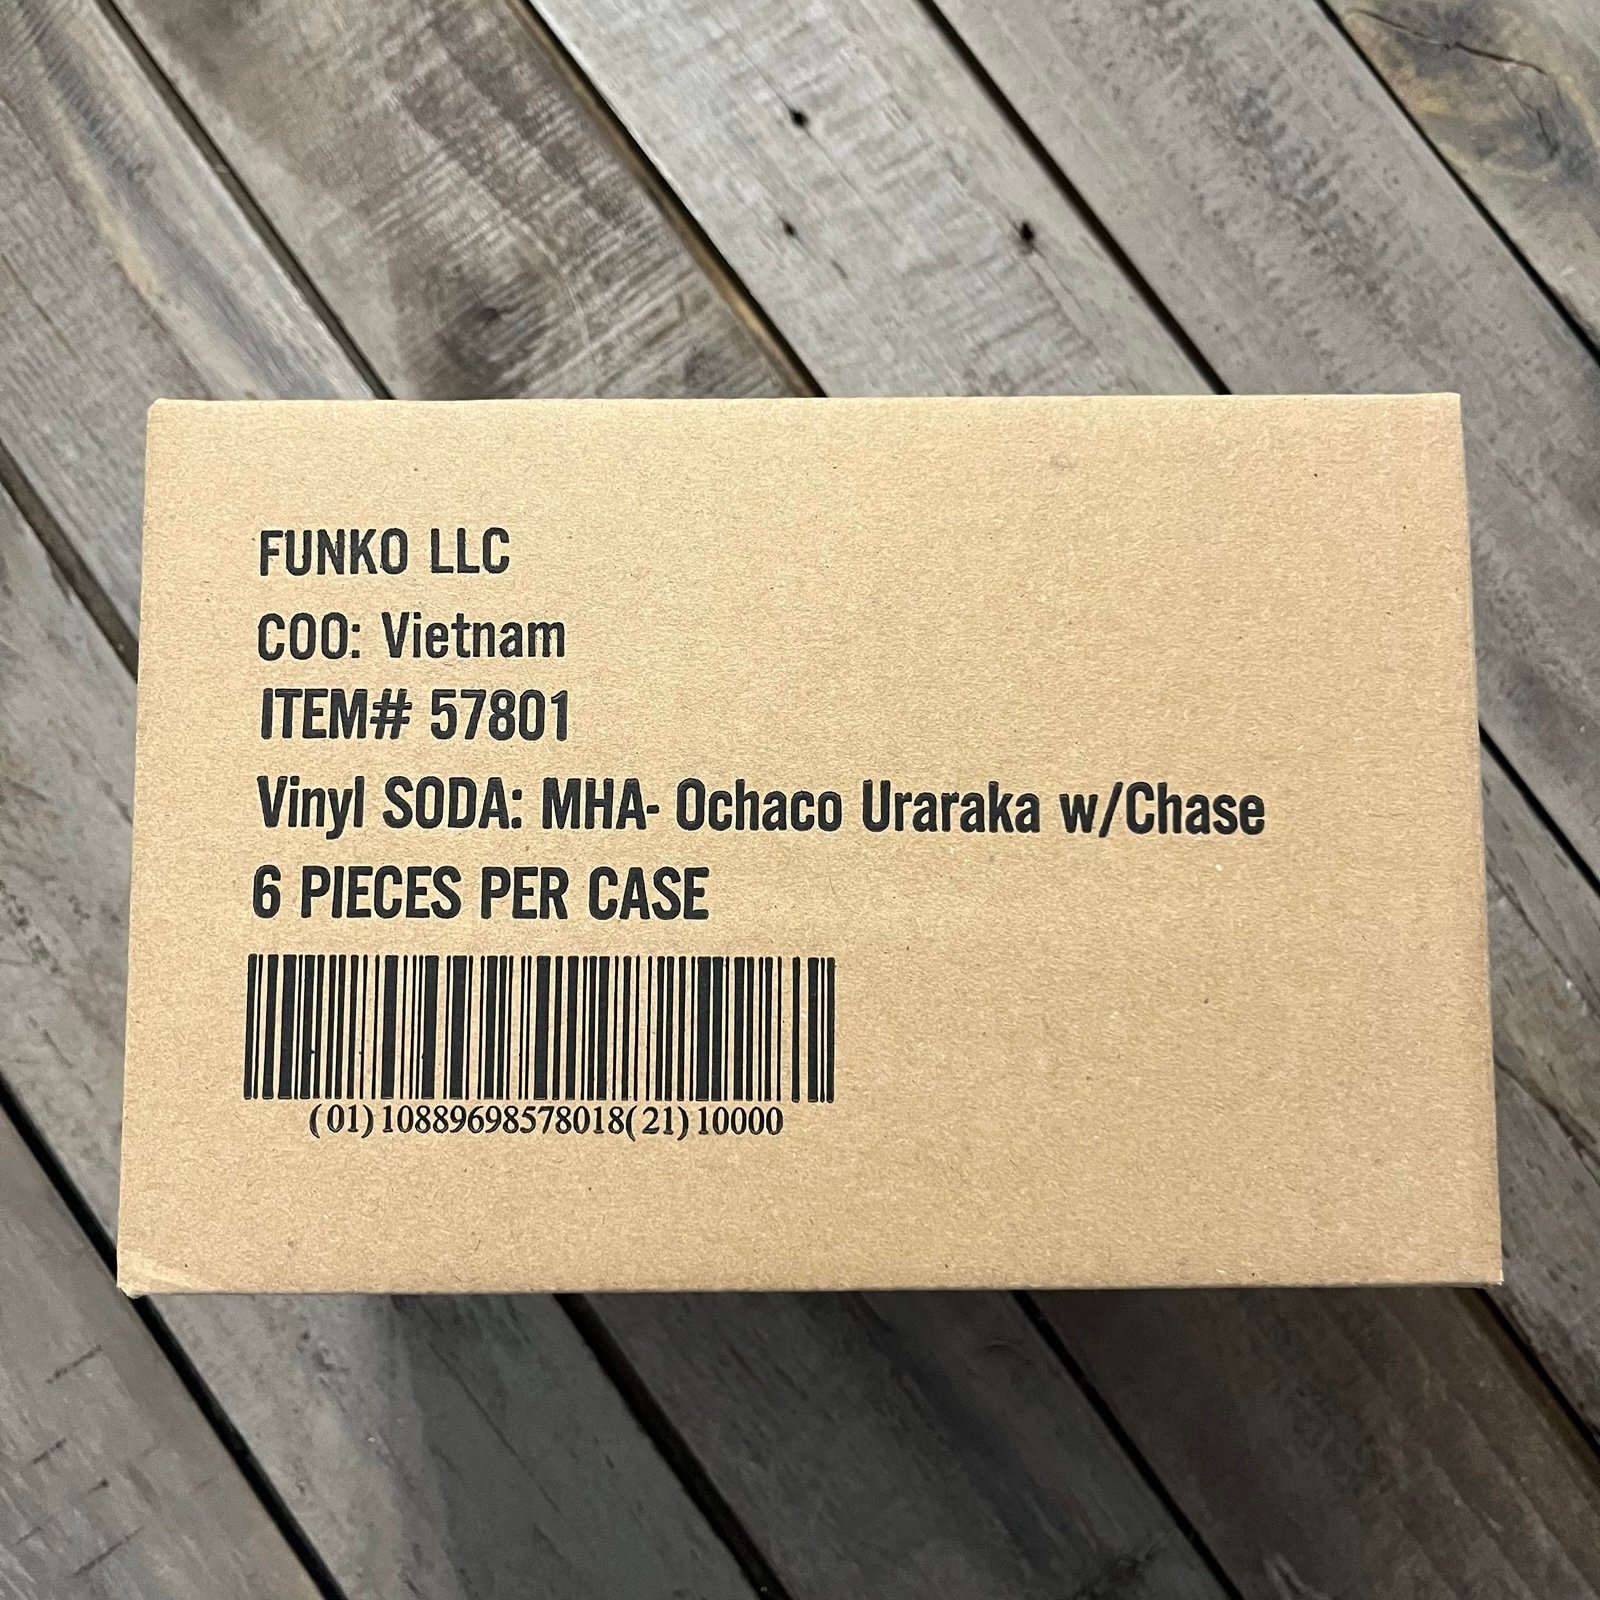 FUNKO LLC
COO: Vietnam
ITEM# 57801
Vinyl SODA: MHA- Ochaco Uraraka w/Chase
6 PIECES PER CASE
(01)10889698578018(21)10000